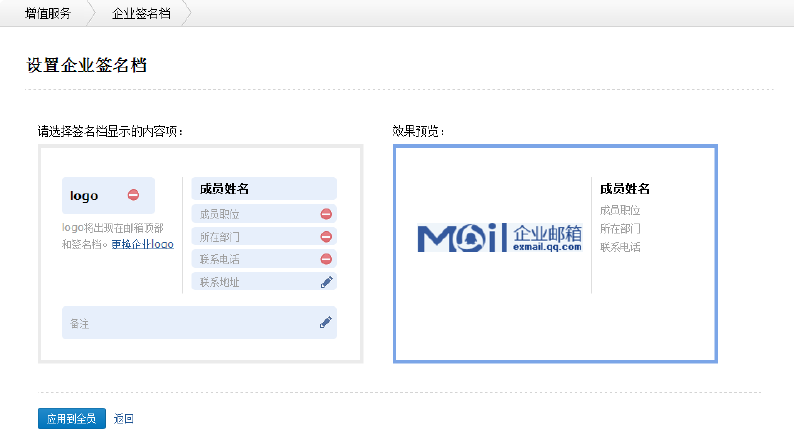 增值服务 企业签名档
设置企业签名档
请选择签名档显示的内容项：
logo
logo将出现在邮箱顶部
和签名档。更换企业logo
成员姓名
成员职位
所在部门
联系电话
联系地址
备注
效果预览：
Mail 企业邮箱
exmail.qq.com
成员姓名
成员职位
所在部门
联系电话
应用到全员 返回